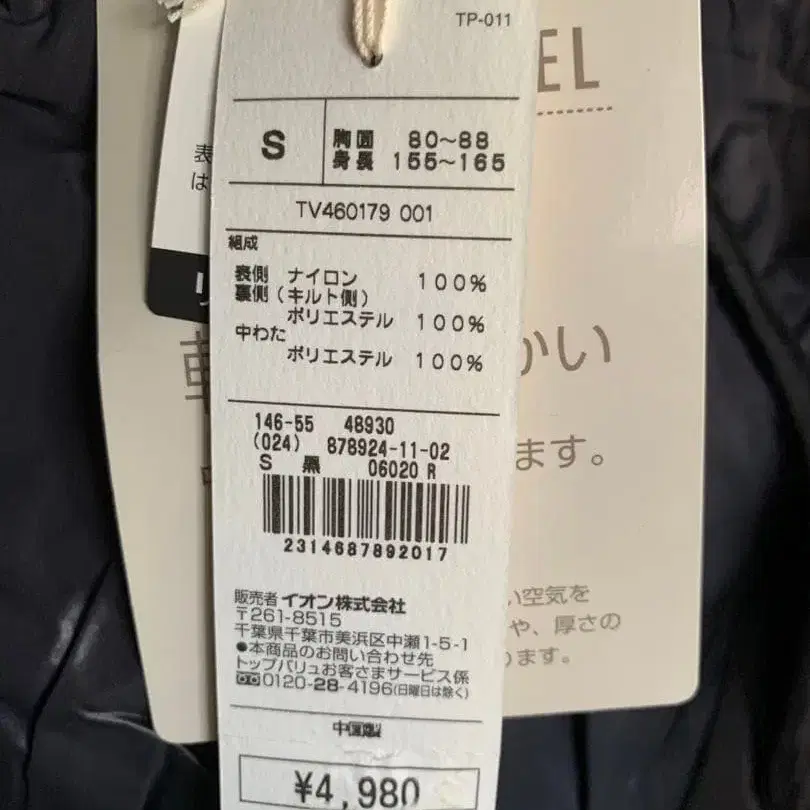 TP-011
EL
S
胸囲 80~88
身長 155~165
TV460179 001
組成
表側 ナイロン 100%
裏側(キルト側)
ポリエステル 100%
中わた
ポリエステル 100%
146-55 48930
(024) 878924-11-02
S 黒 06020 R
2314687892017
販売者 イオン株式会社
〒261-8515
千葉県千葉市美浜区中瀬1-5-1
●本商品のお問い合わせ先
トップバリュお客さまサービス係
0120-28-4196(日曜日は除く)
中国製
¥4,980
表
は
かい
ます。
い空気を
や、厚さの
ります。